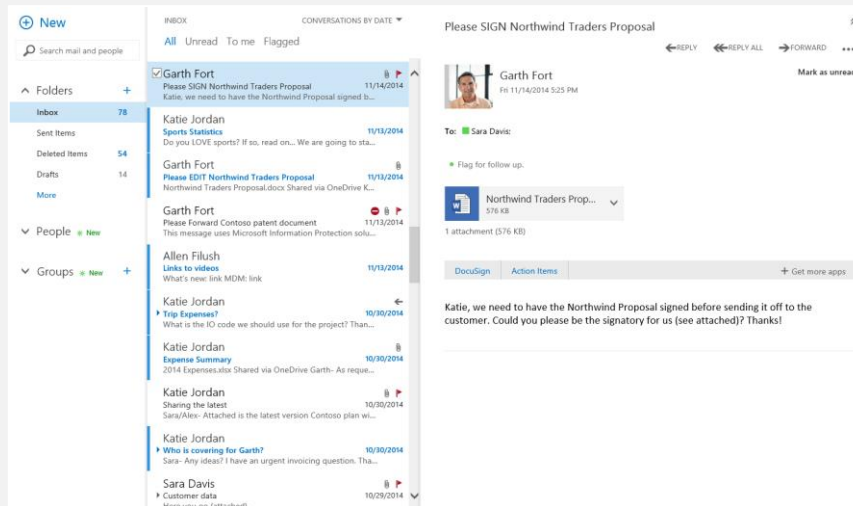 New
Search mail and people
Folders +
Inbox 78
Sent Items
Deleted Items 54
Drafts 14
More
People New
Groups New +
INBOX CONVERSATIONS BY DATE
All Unread To me Flagged
Garth Fort
Please SIGN Northwind Traders Proposal 11/14/2014
Katie, we need to have the Northwind Proposal signed b...
Katie Jordan
Sports Statistics 11/13/2014
Do you LOVE sports? If so, read on... We are going to sta...
Garth Fort
Please EDIT Northwind Traders Proposal 11/13/2014
Northwind Traders Proposal.docx Shared via OneDrive K...
Garth Fort
Please Forward Contoso patent document 11/13/2014
This message uses Microsoft Information Protection solu...
Allen Filush
Links to videos 11/13/2014
What's new: link MDM: link
Katie Jordan
Trip Expenses? 10/30/2014
What is the IO code we should use for the project? Than...
Katie Jordan
Expense Summary 10/30/2014
2014 Expenses.xlsx Shared via OneDrive Garth- As reque...
Katie Jordan
Sharing the latest 10/30/2014
Sara/Alex- Attached is the latest version Contoso plan wi...
Katie Jordan
Who is covering for Garth? 10/30/2014
Sara- Any ideas? I have an urgent invoicing question. Tha...
Sara Davis
Customer data 10/29/2014
Please SIGN Northwind Traders Proposal
REPLY REPLY ALL FORWARD ...
Garth Fort
Fri 11/14/2014 5:25 PM
Mark as unread
To: Sara Davis;
Flag for follow up.
Northwind Traders Prop...
576 KB
1 attachment (576 KB)
DocuSign Action Items + Get more apps
Katie, we need to have the Northwind Proposal signed before sending it off to the
customer. Could you please be the signatory for us (see attached)? Thanks!